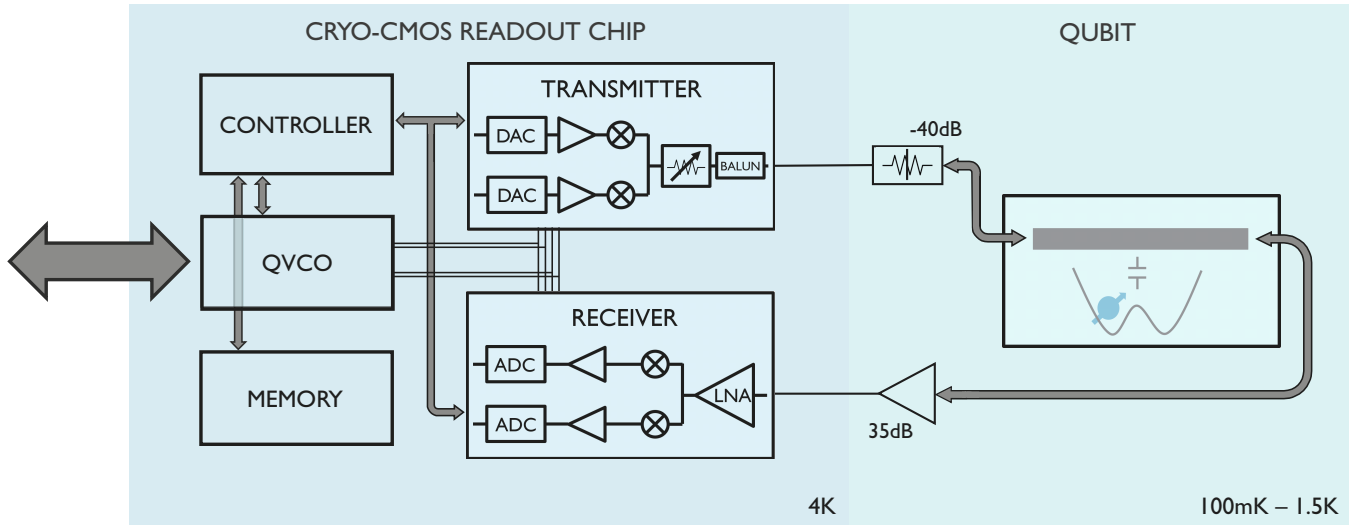 CRYO-CMOS READOUT CHIP
QUBIT
CONTROLLER
TRANSMITTER
DAC
DAC
BALUN
-40dB
QVCO
RECEIVER
ADC
LNA
ADC
MEMORY
35dB
4K
100mK – 1.5K